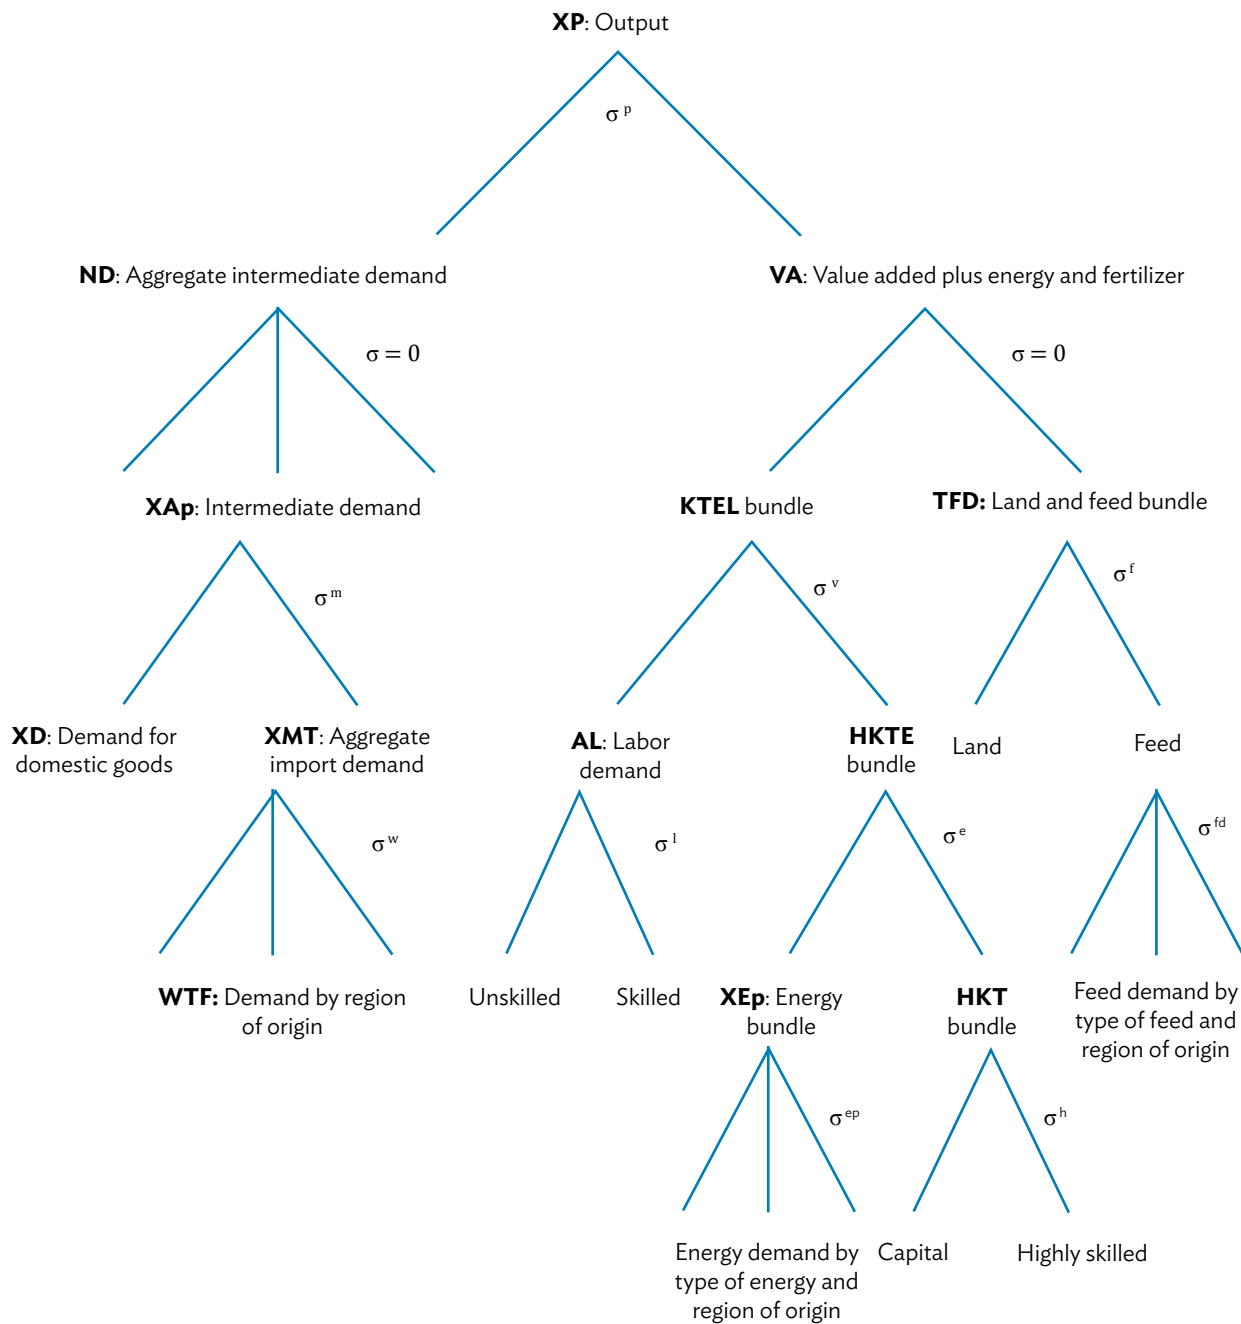 XP: Output
σ p
ND: Aggregate intermediate demand
VA: Value added plus energy and fertilizer
σ = 0
σ = 0
XAp: Intermediate demand
KTEL bundle
TFD: Land and feed bundle
σ m
σ v
σ f
XD: Demand for
domestic goods
XMT: Aggregate
import demand
AL: Labor
demand
HKTE
bundle
Land
Feed
σ w
σ l
σ e
σ fd
WTF: Demand by region
of origin
Unskilled
Skilled
XEp: Energy
bundle
HKT
bundle
Feed demand by
type of feed and
region of origin
σ ep
σ h
Energy demand by
type of energy and
region of origin
Capital
Highly skilled